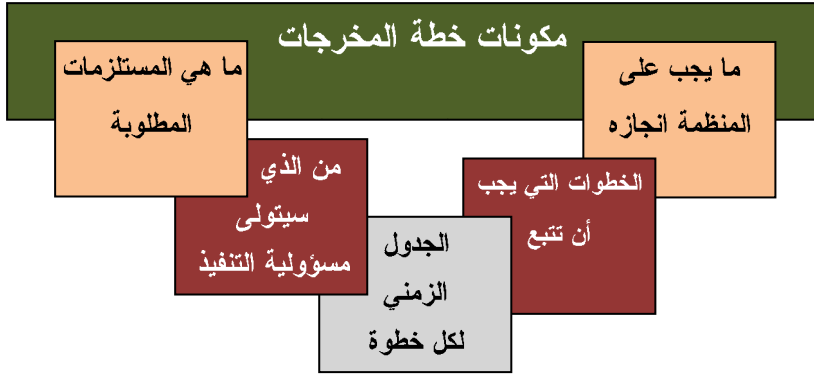 مكونات خطة المخرجات
ما يجب على
المنظمة انجازه
الخطوات التي يجب
أن تتبع
الجدول
الزمني
لكل خطوة
من الذي
سيتولى
مسؤولية التنفيذ
ما هي المستلزمات
المطلوبة